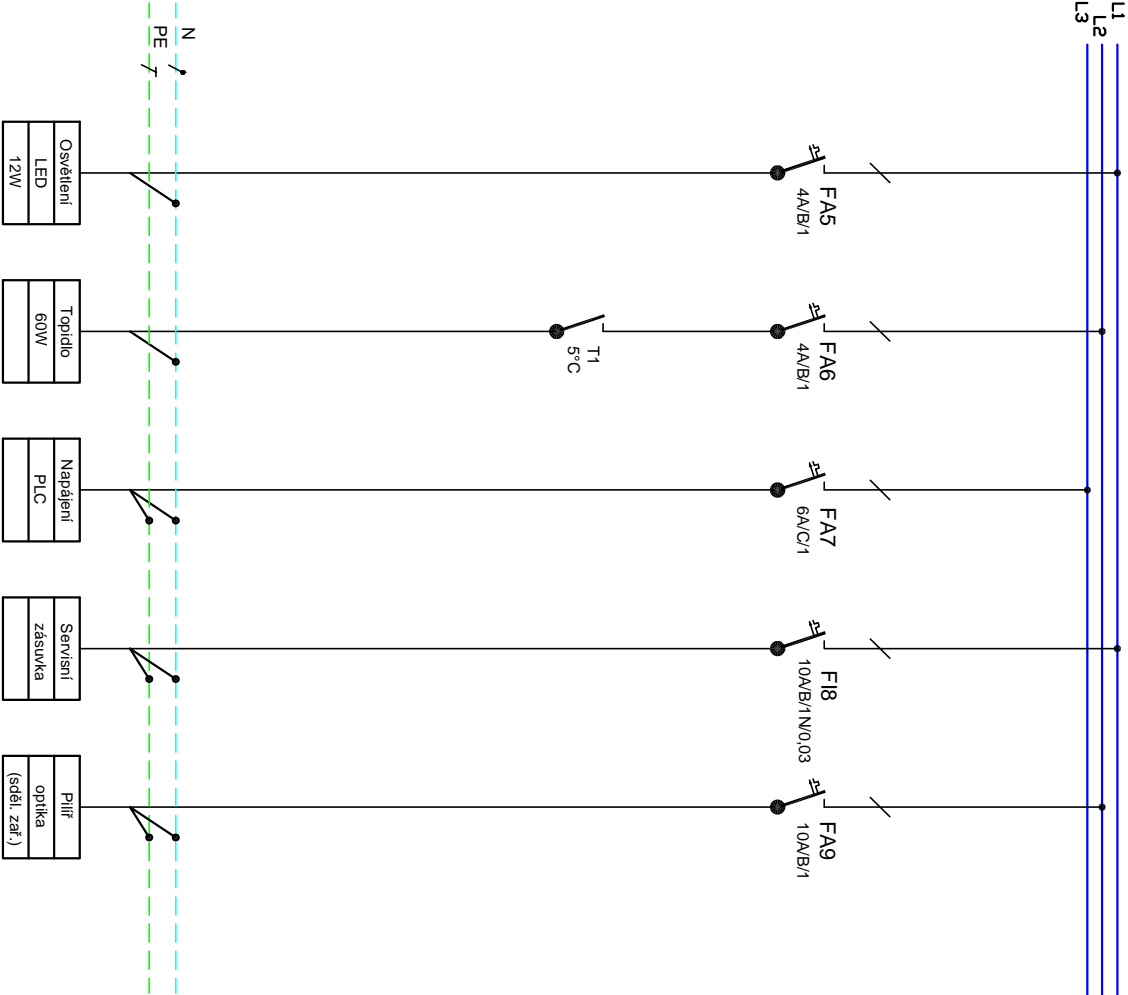 L1
L2
L3
FA5
4A/B/1
FA6
4A/B/1
FA7
6A/C/1
FI8
10A/B/1N/0,03
FA9
10A/B/1
T1
5°C
N
PE
Osvětlení
LED
12W
Topidlo
60W
Napájení
PLC
Servisní
zásuvka
Pilíř
optika
(sděl. zař.)